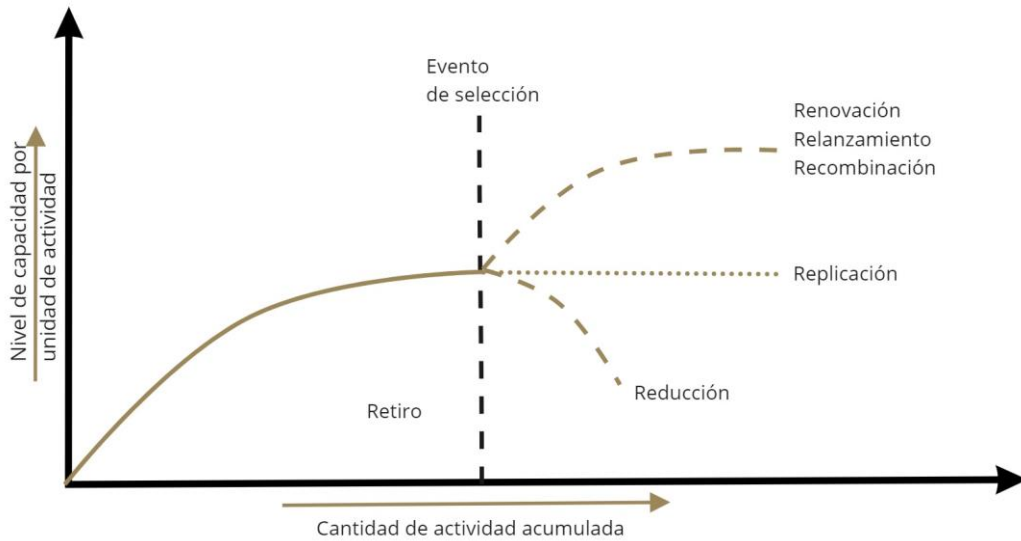 Evento
de selección
Renovación
Relanzamiento
Recombinación
Nivel de capacidad por
unidad de actividad
Replicación
Reducción
Retiro
Cantidad de actividad acumulada